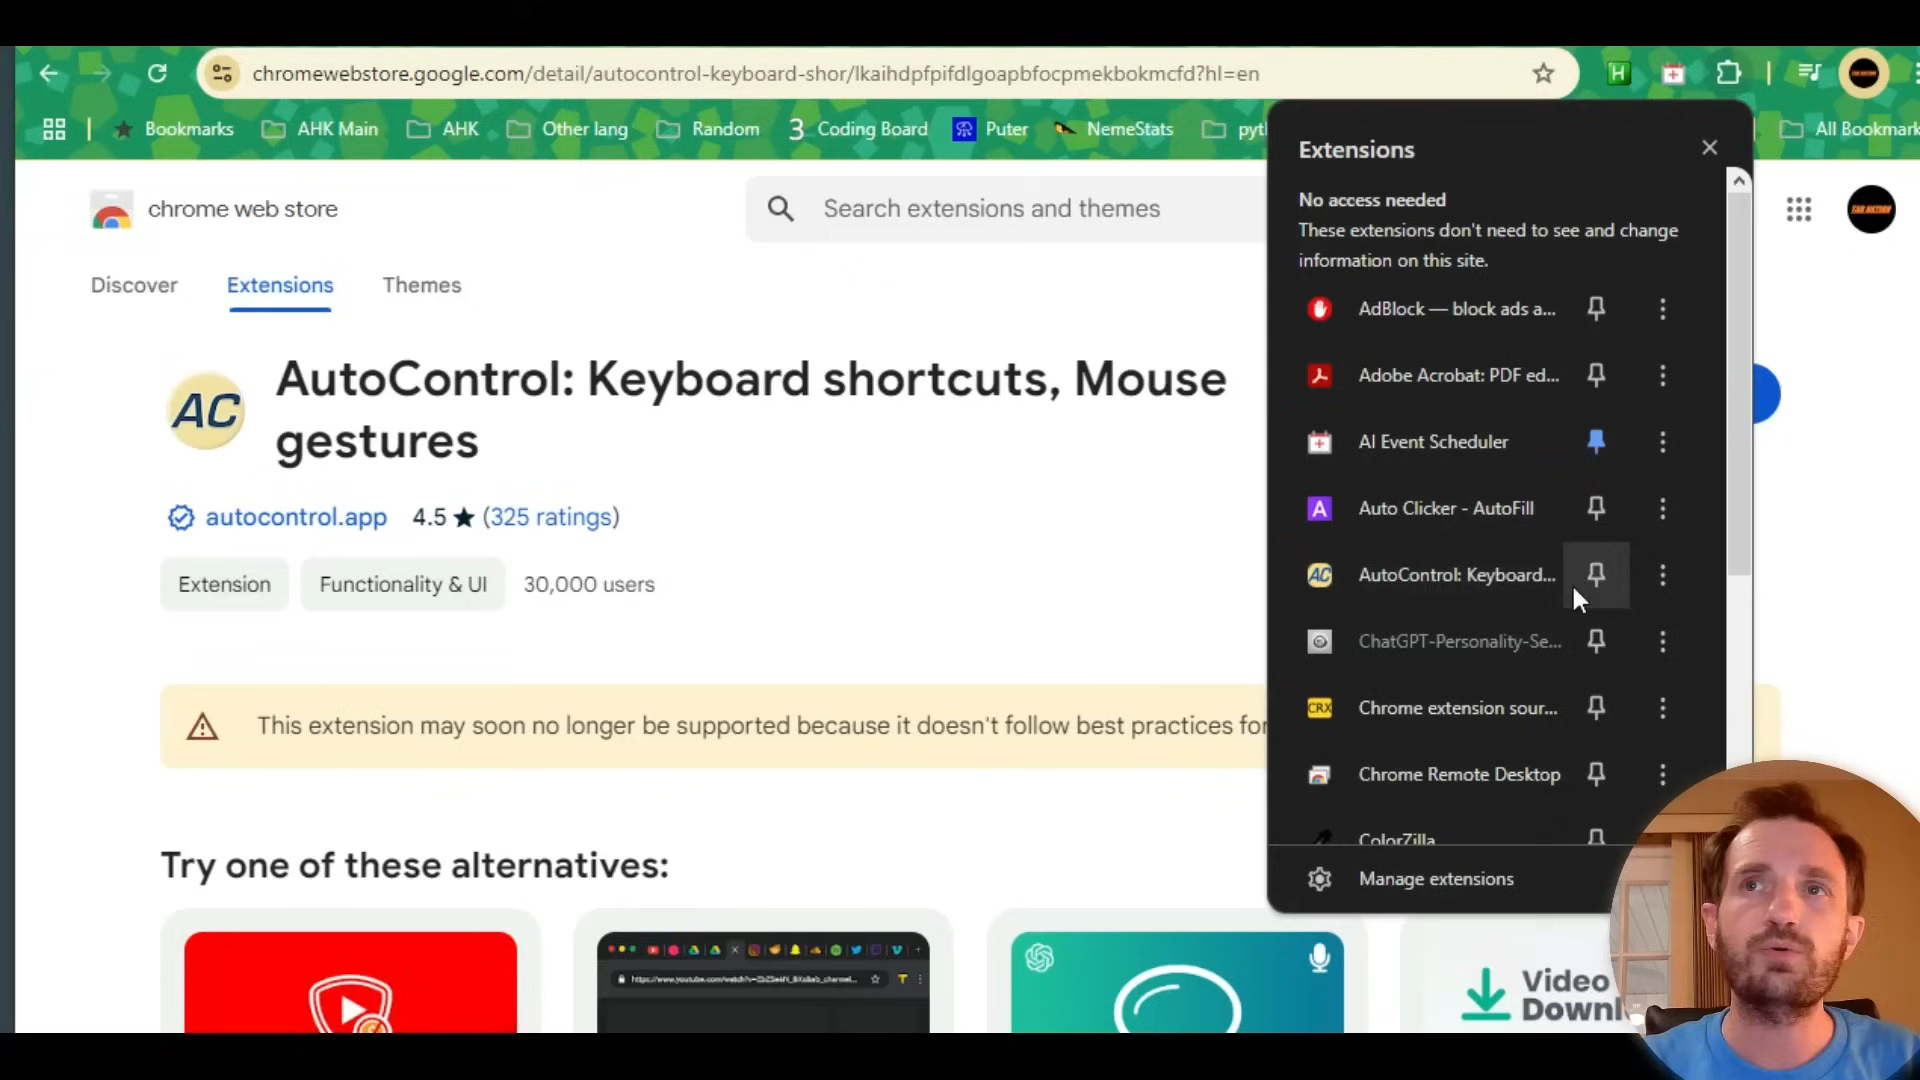 chromewebstore.google.com/detail/autocontrol-keyboard-shor/lkaihdpfpifdlgoapbfocpmekbokmcfd?hl=en
H
Bookmarks
AHK Main
AHK
Other lang
Random
3 Coding Board
Puter
NemeStats
pytl
All Bookmark
chrome web store
Search extensions and themes
Discover
Extensions
Themes
AC
AutoControl: Keyboard shortcuts, Mouse
gestures
autocontrol.app
4.5 ★ (325 ratings)
Extension
Functionality & UI
30,000 users
This extension may soon no longer be supported because it doesn't follow best practices for
Try one of these alternatives:
Video
Downl
Extensions
No access needed
These extensions don't need to see and change
information on this site.
AdBlock — block ads a...
Adobe Acrobat: PDF ed...
AI Event Scheduler
A
Auto Clicker - AutoFill
AC
AutoControl: Keyboard...
ChatGPT-Personality-Se...
CRX
Chrome extension sour...
Chrome Remote Desktop
ColorZilla
Manage extensions